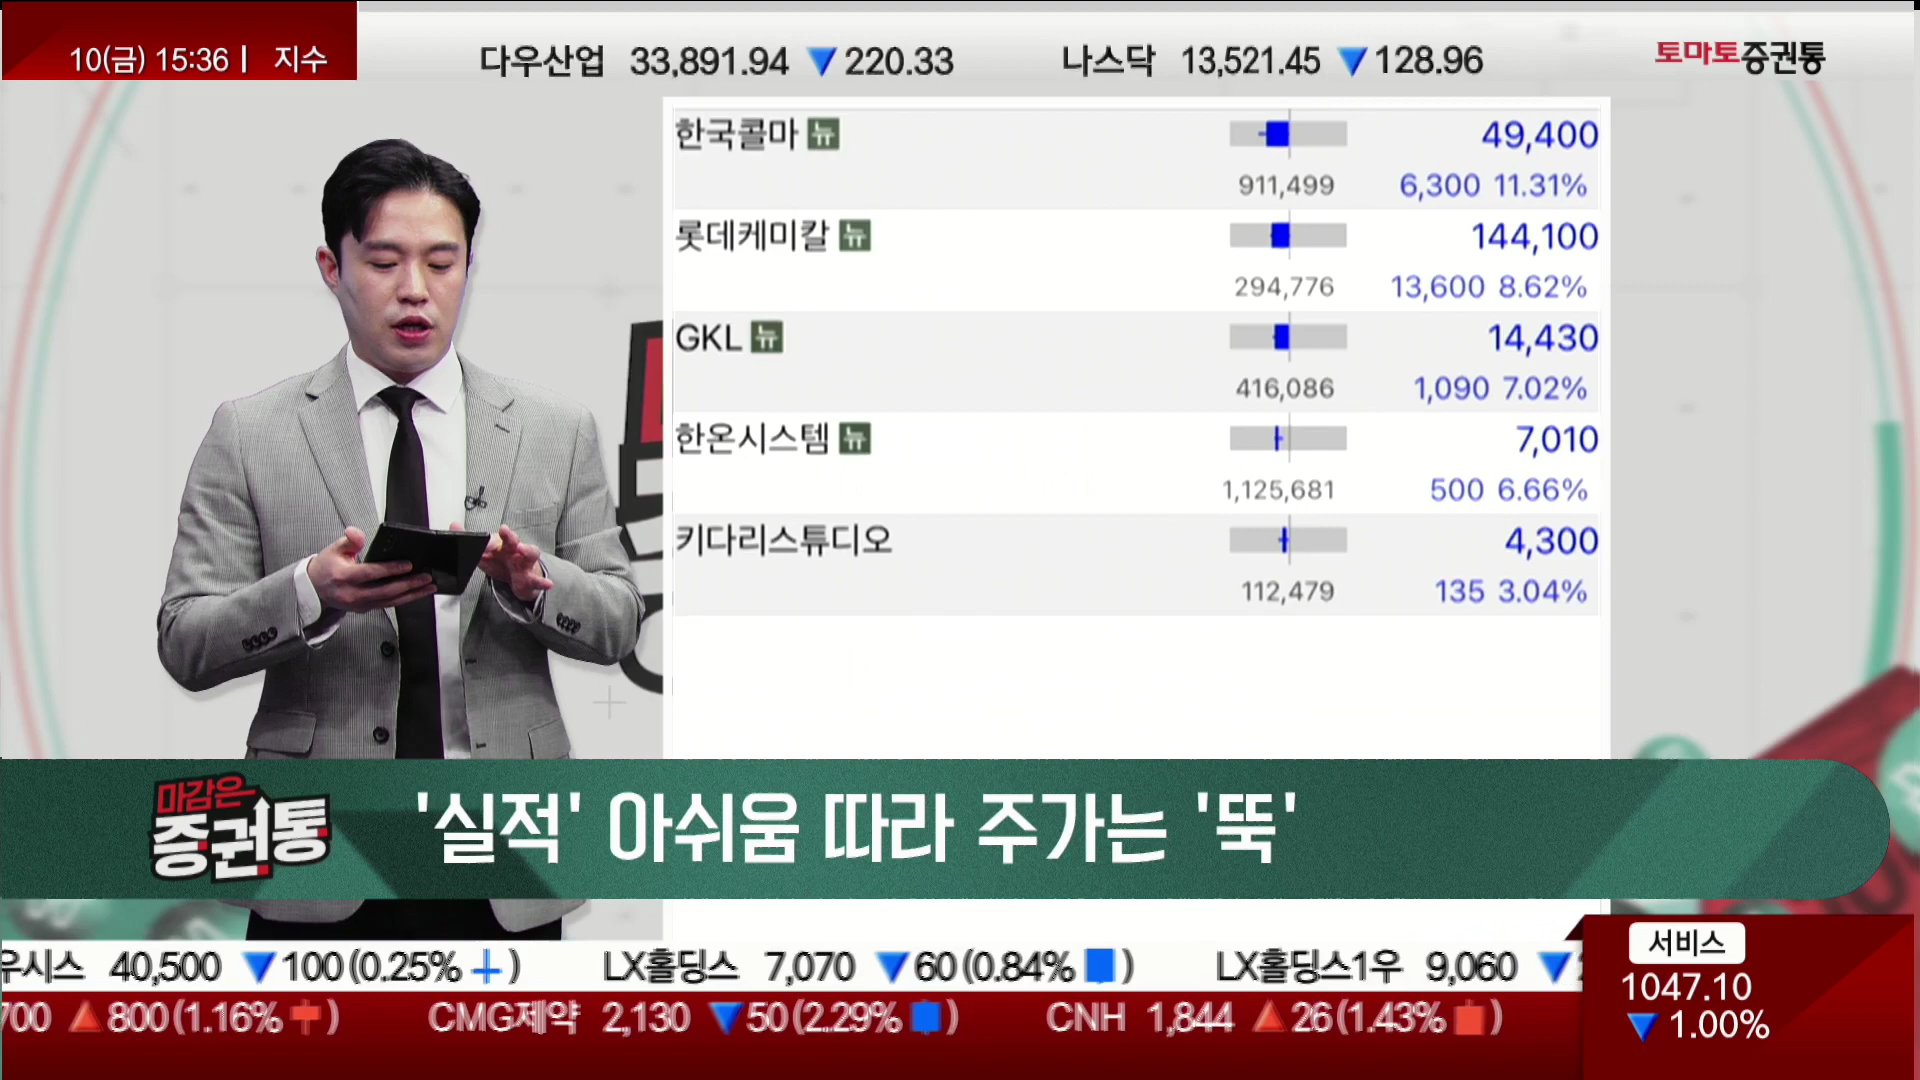 10(금) 15:36 | 지수
다우산업 33,891.94 ▼220.33 나스닥 13,521.45 ▼128.96
토마토증권통
한국콜마 뉴 49,400
911,499 6,300 11.31%
롯데케미칼 뉴 144,100
294,776 13,600 8.62%
GKL 뉴 14,430
416,086 1,090 7.02%
한온시스템 뉴 7,010
1,125,681 500 6.66%
키다리스튜디오 4,300
112,479 135 3.04%
마감은
증권통
'실적' 아쉬움 따라 주가는 '뚝'
우시스 40,500 ▼100(0.25%) LX홀딩스 7,070 ▼60(0.84%) LX홀딩스1우 9,060 ▼
700 ▲800(1.16%) CMG제약 2,130 ▼50(2.29%) CNH 1,844 ▲26(1.43%)
서비스
1047.10
▼1.00%